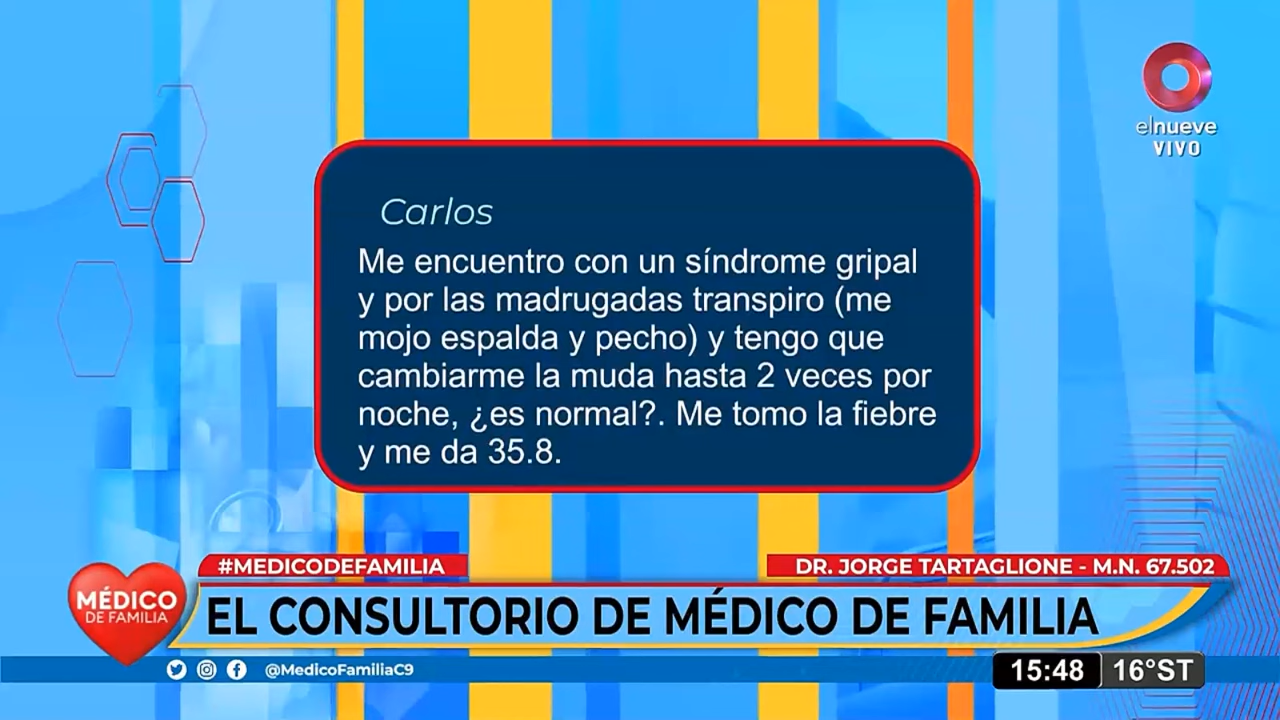 elnueve
VIVO
Carlos
Me encuentro con un síndrome gripal
y por las madrugadas transpiro (me
mojo espalda y pecho) y tengo que
cambiarme la muda hasta 2 veces por
noche, ¿es normal?. Me tomo la fiebre
y me da 35.8.
#MEDICODEFAMILIA
DR. JORGE TARTAGLIONE - M.N. 67.502
MÉDICO
DE FAMILIA
EL CONSULTORIO DE MÉDICO DE FAMILIA
@MedicoFamiliaC9
15:48
16°ST